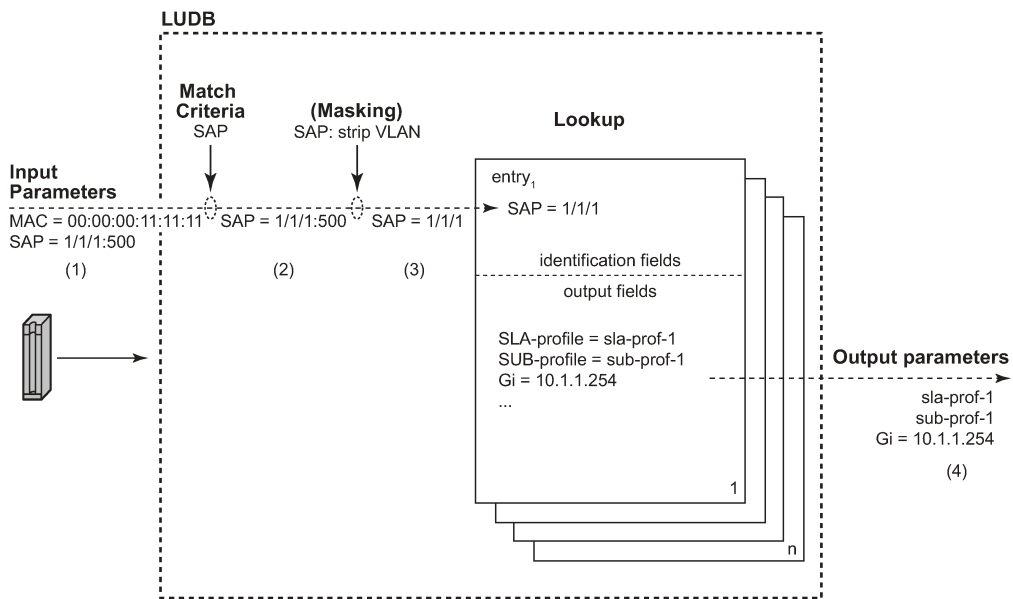 LUDB
Match
Criteria
SAP
(Masking)
SAP: strip VLAN
Lookup
Input
Parameters
MAC = 00:00:00:11:11:11
SAP = 1/1/1:500
(1)
SAP = 1/1/1:500
(2)
SAP = 1/1/1
(3)
entry1
SAP = 1/1/1
identification fields
output fields
SLA-profile = sla-prof-1
SUB-profile = sub-prof-1
Gi = 10.1.1.254
...
1
n
Output parameters
sla-prof-1
sub-prof-1
Gi = 10.1.1.254
(4)